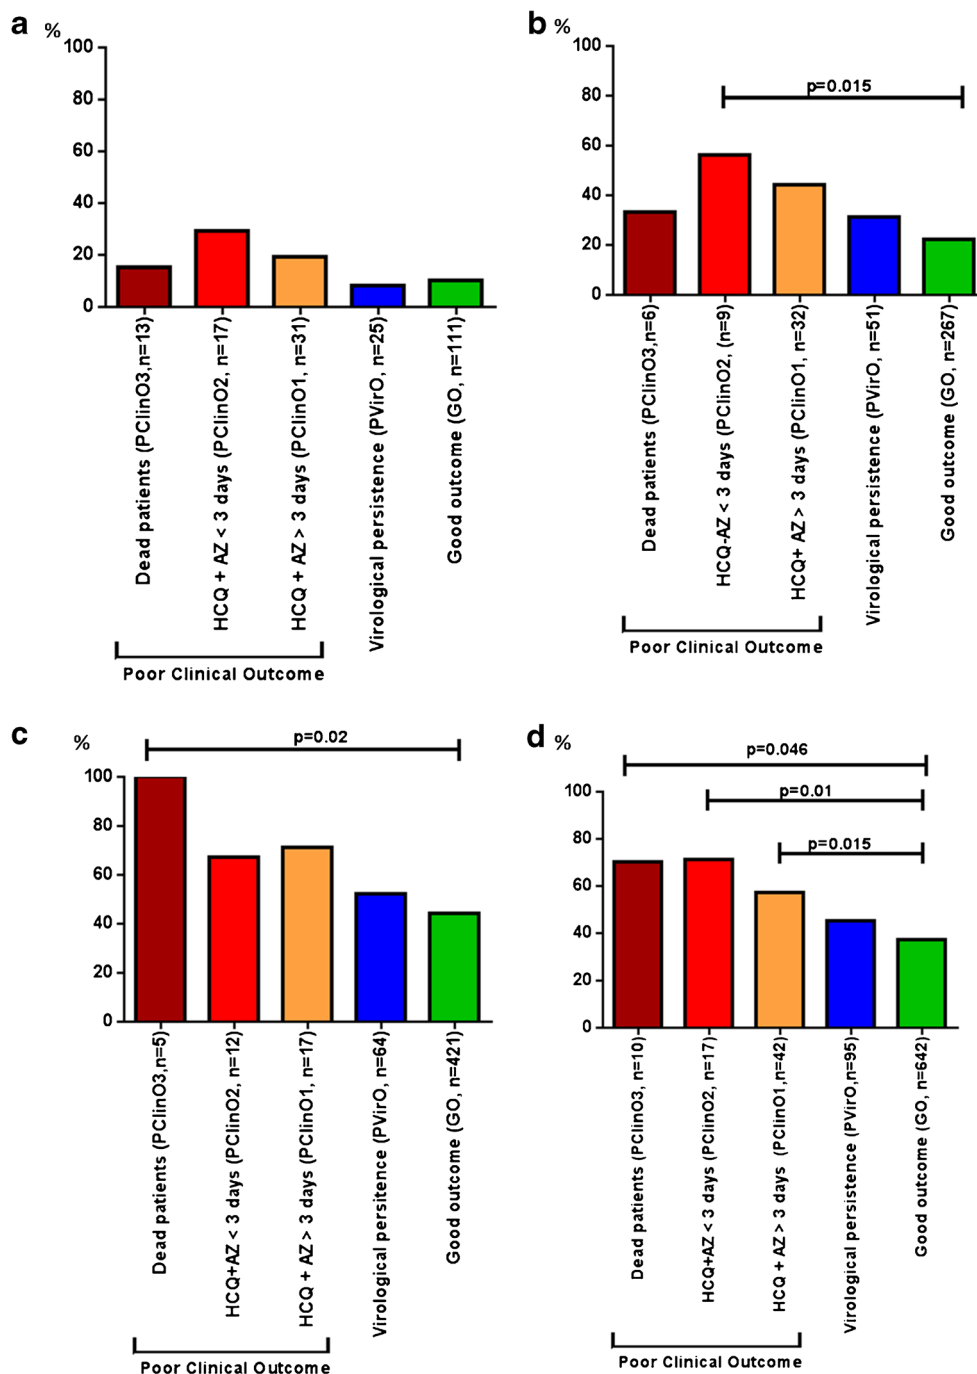 a
%
100
80
60
40
20
0
Dead patients (PClinO3,n=13)
HCQ + AZ < 3 days (PClinO2, n=17)
HCQ + AZ > 3 days (PClinO1, n=31)
Virological persistence (PVirO, n=25)
Good outcome (GO, n=111)
Poor Clinical Outcome
b
%
p=0.015
100
80
60
40
20
0
Dead patients (PClinO3,n=6)
HCQ-AZ < 3 days (PClinO2, (n=9)
HCQ+ AZ > 3 days (PClinO1, n=32)
Virological persistence (PVirO, n=51)
Good outcome (GO, n=267)
Poor Clinical Outcome
c
%
p=0.02
100
80
60
40
20
0
Dead patients (PClinO3,n=5)
HCQ+AZ < 3 days (PClinO2, n=12)
HCQ + AZ > 3 days (PClinO1, n=17)
Virological persitence (PVirO, n=64)
Good outcome (GO, n=421)
Poor Clinical Outcome
d
%
p=0.046
p=0.01
p=0.015
100
80
60
40
20
0
Dead patients (PClinO3, n=10)
HCQ+AZ < 3 days (PClinO2, n=17)
HCQ + AZ > 3 days (PClinO1,n=42)
Virological persistence (PVirO,n=95)
Good outcome (GO, n=642)
Poor Clinical Outcome